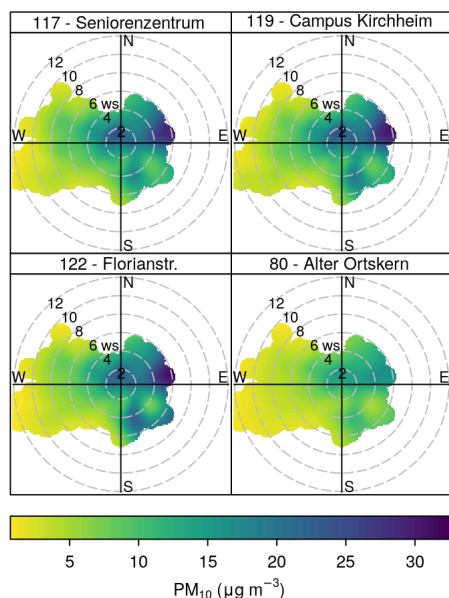 117 - Seniorenzentrum
119 - Campus Kirchheim
N
12
10
8
6 ws
4
2
W
E
S
N
12
10
8
6 ws
4
2
W
E
S
122 - Florianstr.
80 - Alter Ortskern
N
12
10
8
6 ws
4
2
W
E
S
N
12
10
8
6 ws
4
2
W
E
S
5 10 15 20 25 30
PM₁₀ (µg m⁻³)